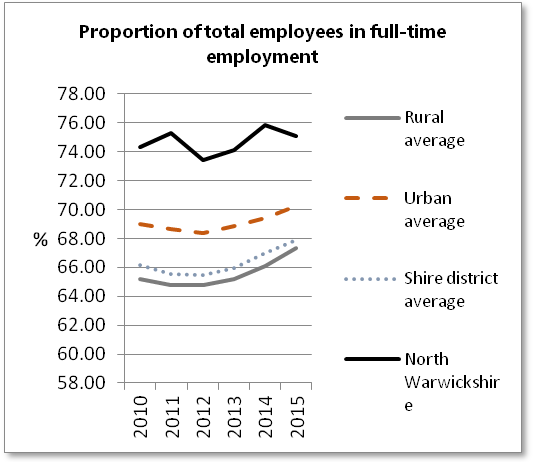 Proportion of total employees in full-time
employment
78.00
76.00
74.00
72.00
70.00
68.00
66.00
64.00
62.00
60.00
58.00
%
2010
2011
2012
2013
2014
2015
Rural
average
Urban
average
Shire district
average
North
Warwickshir
e